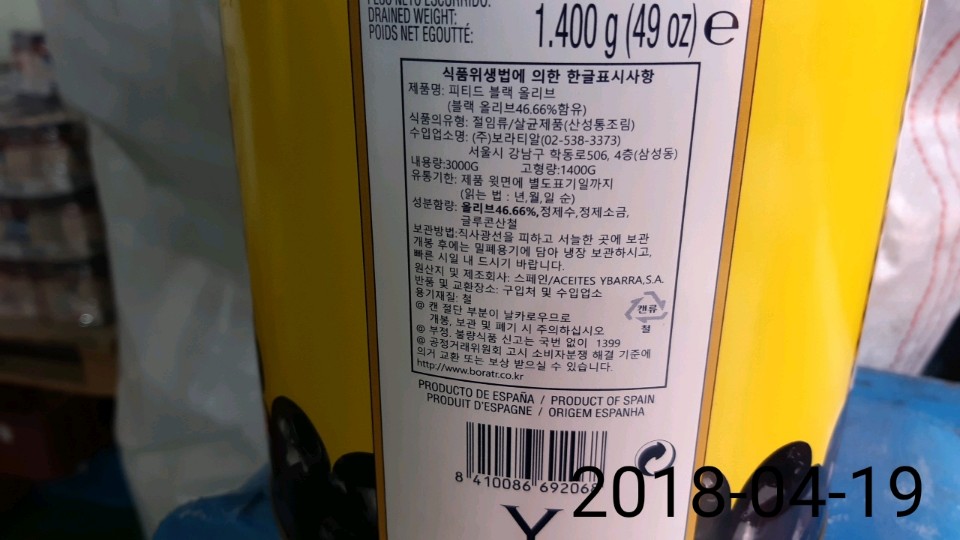 PESO NETO ESCURRIDO:
DRAINED WEIGHT:
POIDS NET EGOUTTÉ:
1.400 g (49 oz) e
식품위생법에 의한 한글표시사항
제품명: 피티드 블랙 올리브
(블랙 올리브46.66%함유)
식품의유형: 절임류/살균제품(산성통조림)
수입업소명: (주)보라티알(02-538-3373)
서울시 강남구 학동로506, 4층(삼성동)
내용량:3000G 고형량:1400G
유통기한: 제품 윗면에 별도표기일까지
(읽는 법 : 년,월,일 순)
성분함량: 올리브46.66%,정제수,정제소금,
글루콘산철
보관방법:직사광선을 피하고 서늘한 곳에 보관
개봉 후에는 밀폐용기에 담아 냉장 보관하시고,
빠른 시일 내 드시기 바랍니다.
원산지 및 제조회사: 스페인/ACEITES YBARRA,S.A.
반품 및 교환장소: 구입처 및 수입업소
용기재질: 철
캔류
철
@ 캔 절단 부분이 날카로우므로
개봉, 보관 및 폐기 시 주의하십시오
@ 부정, 불량식품 신고는 국번 없이 1399
@ 공정거래위원회 고시 소비자분쟁 해결 기준에
의거 교환 또는 보상 받으실 수 있습니다.
http://www.boratr.co.kr
PRODUCTO DE ESPAÑA / PRODUCT OF SPAIN
PRODUIT D'ESPAGNE / ORIGEM ESPANHA
8 410086 692068
Y
2018-04-19